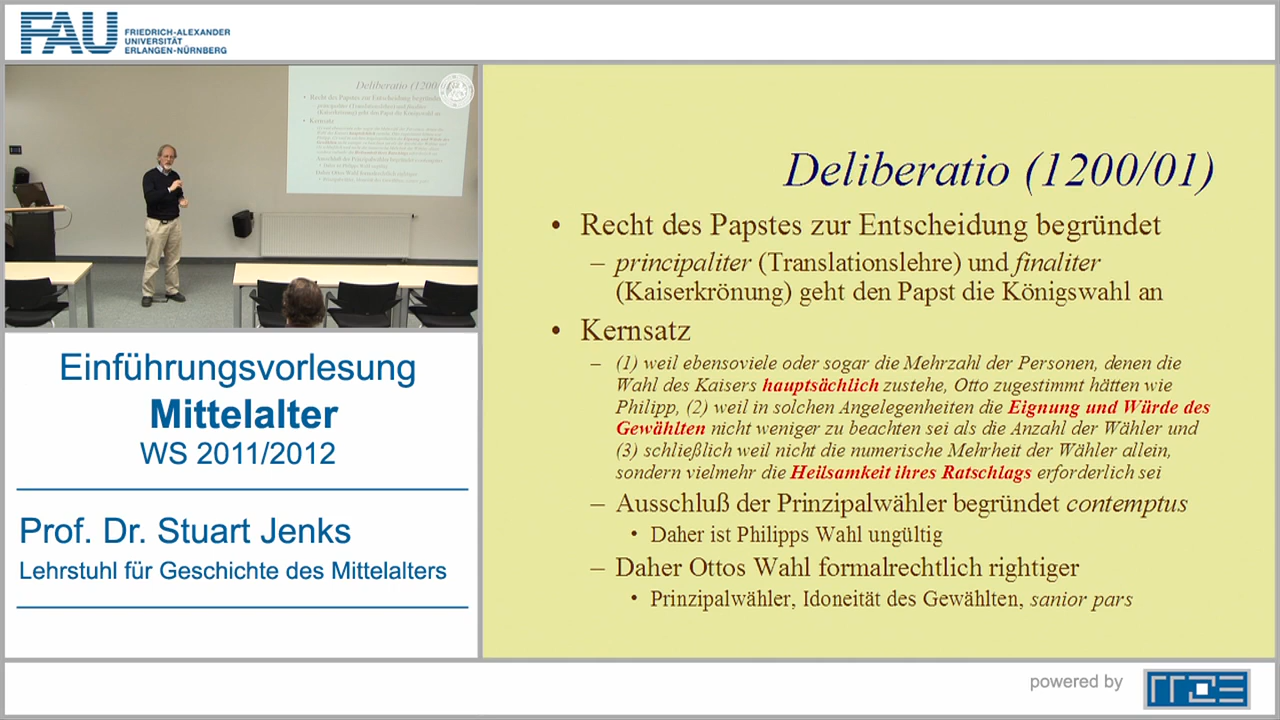 FAU
FRIEDRICH-ALEXANDER
UNIVERSITÄT
ERLANGEN-NÜRNBERG
Deliberatio (1200/01)
• Recht des Papstes zur Entscheidung begründet
– principaliter (Translationslehre) und finaliter
(Kaiserkrönung) geht den Papst die Königswahl an
• Kernsatz
– (1) weil ebensoviele oder sogar die Mehrzahl der Personen, denen die
Wahl des Kaisers hauptsächlich zustehe, Otto zugestimmt hätten wie
Philipp, (2) weil in solchen Angelegenheiten die Eignung und Würde des
Gewählten nicht weniger zu beachten sei als die Anzahl der Wähler und
(3) schließlich weil nicht die numerische Mehrheit der Wähler allein,
sondern vielmehr die Heilsamkeit ihres Ratschlags erforderlich sei
– Ausschluß der Prinzipalwähler begründet contemptus
• Daher ist Philipps Wahl ungültig
– Daher Ottos Wahl formalrechtlich rightiger
• Prinzipalwähler, Idoneität des Gewählten, sanior pars
Einführungsvorlesung
Mittelalter
WS 2011/2012
Prof. Dr. Stuart Jenks
Lehrstuhl für Geschichte des Mittelalters
powered by